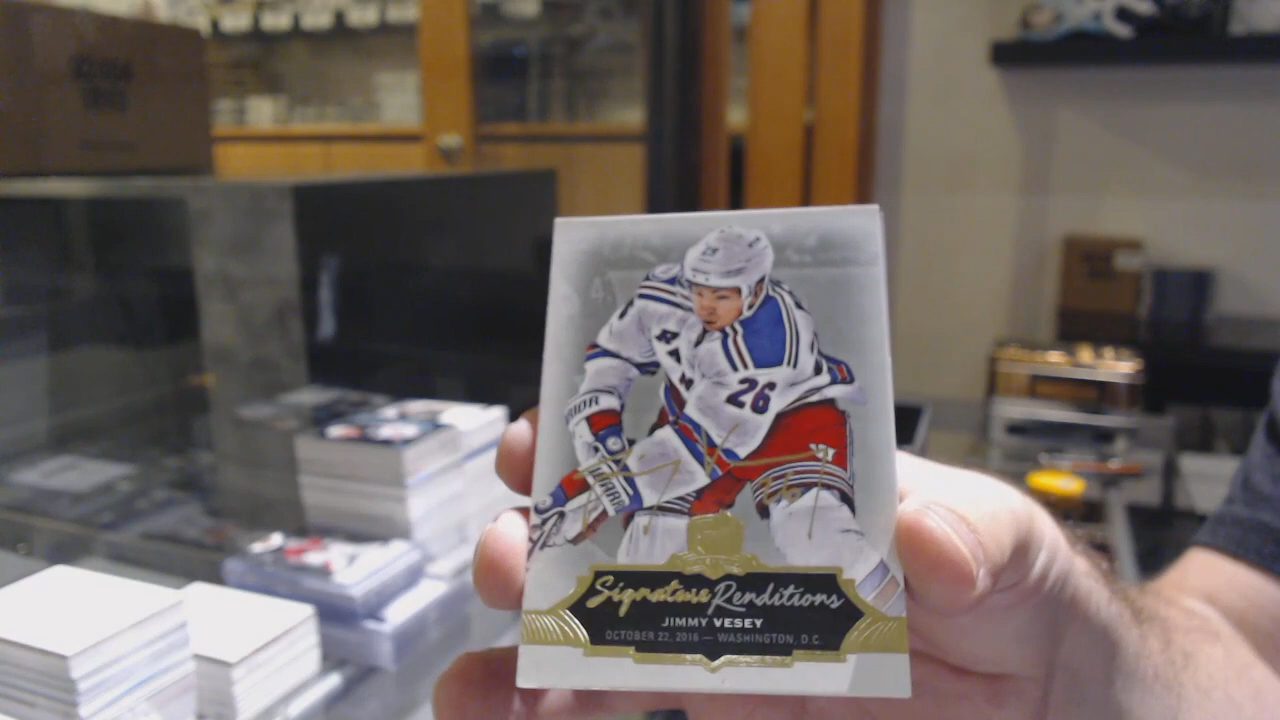 26
Signature Renditions
JIMMY VESEY
OCTOBER 22, 2016 — WASHINGTON, D.C.